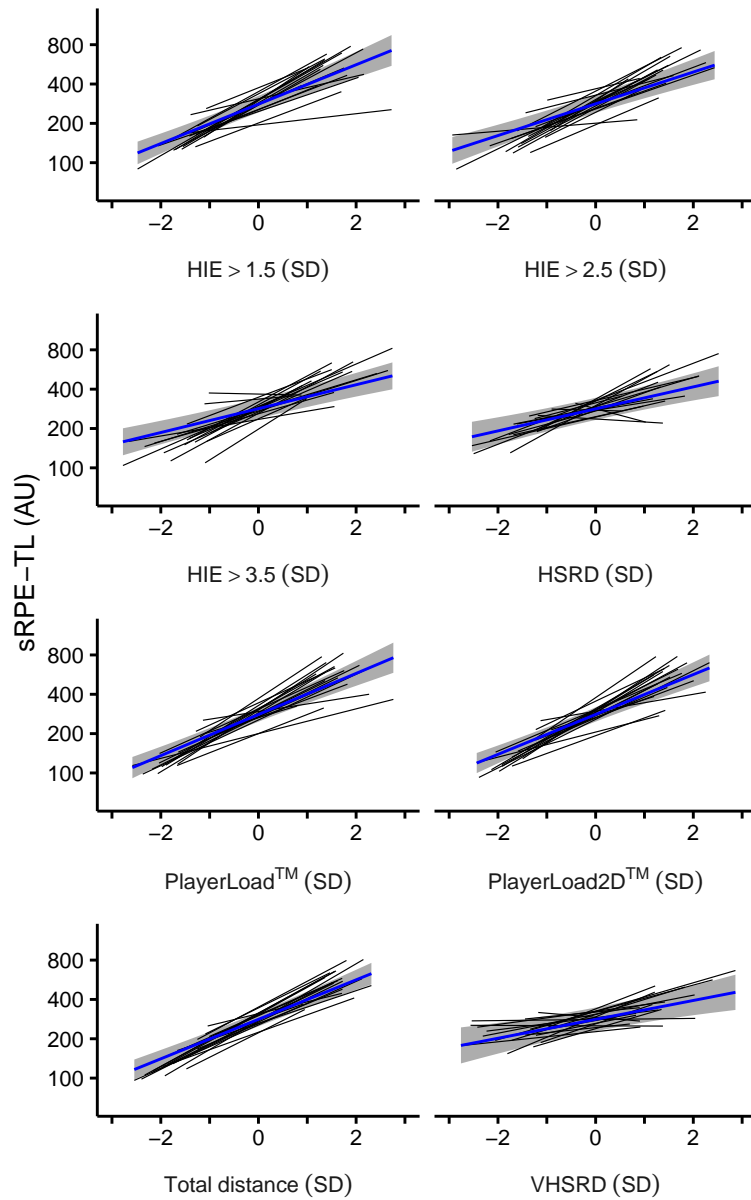 800
400
200
100
−2 0 2 −2 0 2
HIE > 1.5 (SD) HIE > 2.5 (SD)
800
400
200
100
−2 0 2 −2 0 2
HIE > 3.5 (SD) HSRD (SD)
sRPE−TL (AU)
800
400
200
100
−2 0 2 −2 0 2
PlayerLoad™ (SD) PlayerLoad2D™ (SD)
800
400
200
100
−2 0 2 −2 0 2
Total distance (SD) VHSRD (SD)